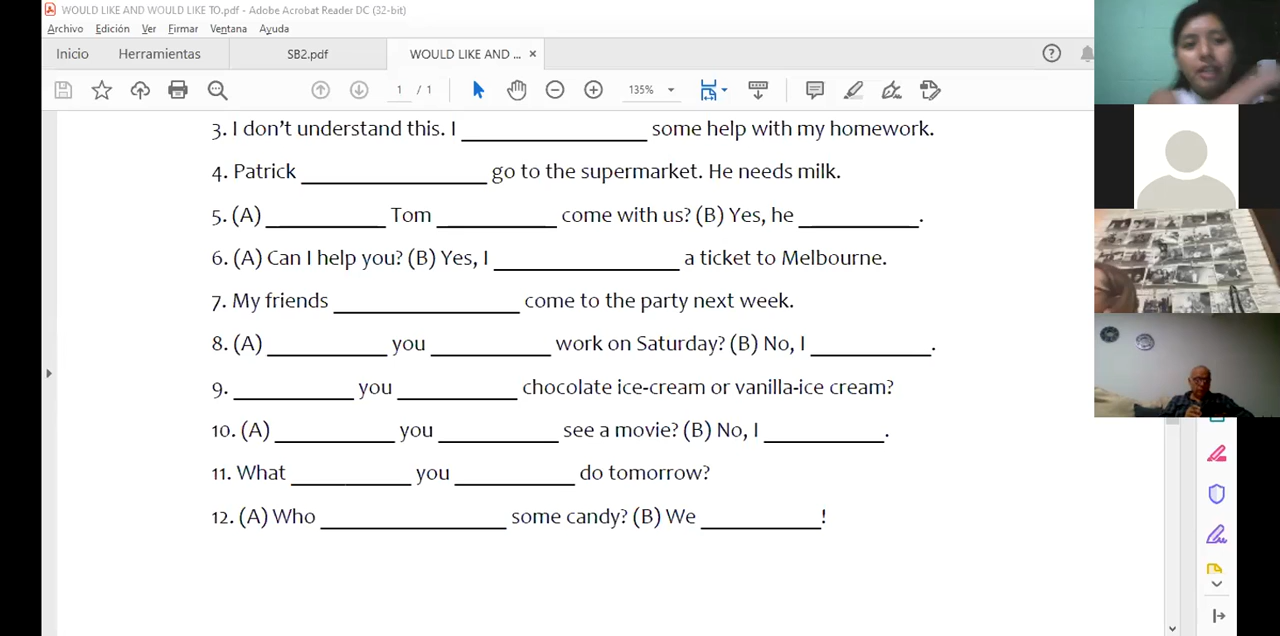 WOULD LIKE AND WOULD LIKE TO.pdf - Adobe Acrobat Reader DC (32-bit)
Archivo Edición Ver Firmar Ventana Ayuda
Inicio Herramientas SB2.pdf WOULD LIKE AND ... ×
1 / 1 135%
3. I don’t understand this. I ________________ some help with my homework.
4. Patrick ________________ go to the supermarket. He needs milk.
5. (A) __________ Tom __________ come with us? (B) Yes, he __________.
6. (A) Can I help you? (B) Yes, I ________________ a ticket to Melbourne.
7. My friends ________________ come to the party next week.
8. (A) __________ you __________ work on Saturday? (B) No, I __________.
9. __________ you __________ chocolate ice-cream or vanilla-ice cream?
10. (A) __________ you __________ see a movie? (B) No, I __________.
11. What __________ you __________ do tomorrow?
12. (A) Who ________________ some candy? (B) We __________!